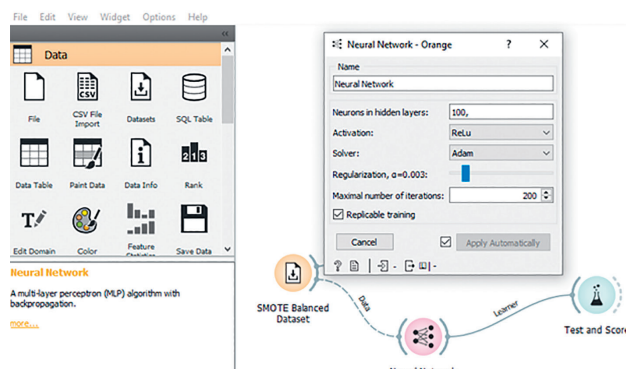 File Edit View Widget Options Help
Data
File
CSV File
Import
Datasets
SQL Table
Data Table
Paint Data
Data Info
Rank
Edit Domain
Color
Feature
Statistics
Save Data
Neural Network
A multi-layer perceptron (MLP) algorithm with
backpropagation.
more...
Neural Network - Orange
Name
Neural Network
Neurons in hidden layers: 100,
Activation: ReLu
Solver: Adam
Regularization, α=0.003:
Maximal number of iterations: 200
Replicable training
Cancel Apply Automatically
SMOTE Balanced
Dataset
Data
Learner
Test and Score
Neural Network